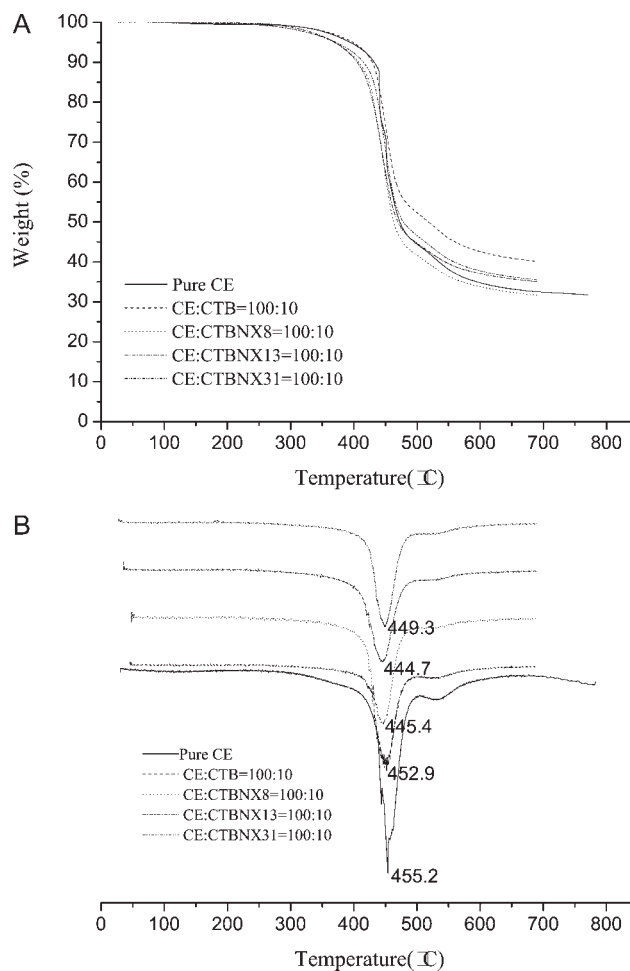 A
100
90
80
70
60
50
40
30
20
10
0
Weight (%)
Pure CE
CE:CTB=100:10
CE:CTBNX8=100:10
CE:CTBNX13=100:10
CE:CTBNX31=100:10
0 100 200 300 400 500 600 700 800
Temperature( 工C)
B
449.3
444.7
445.4
452.9
455.2
Pure CE
CE:CTB=100:10
CE:CTBNX8=100:10
CE:CTBNX13=100:10
CE:CTBNX31=100:10
0 100 200 300 400 500 600 700 800
Temperature( 工C)